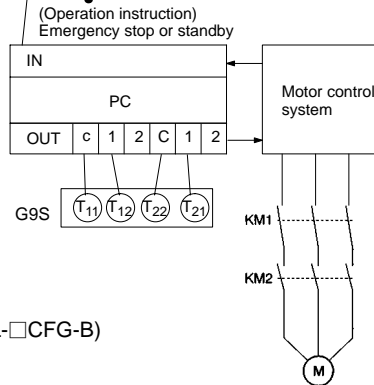 (Operation instruction)
Emergency stop or standby
IN
PC
OUT c 1 2 C 1 2
Motor control
system
G9S T11 T12 T22 T21
KM1
KM2
-□CFG-B)
M